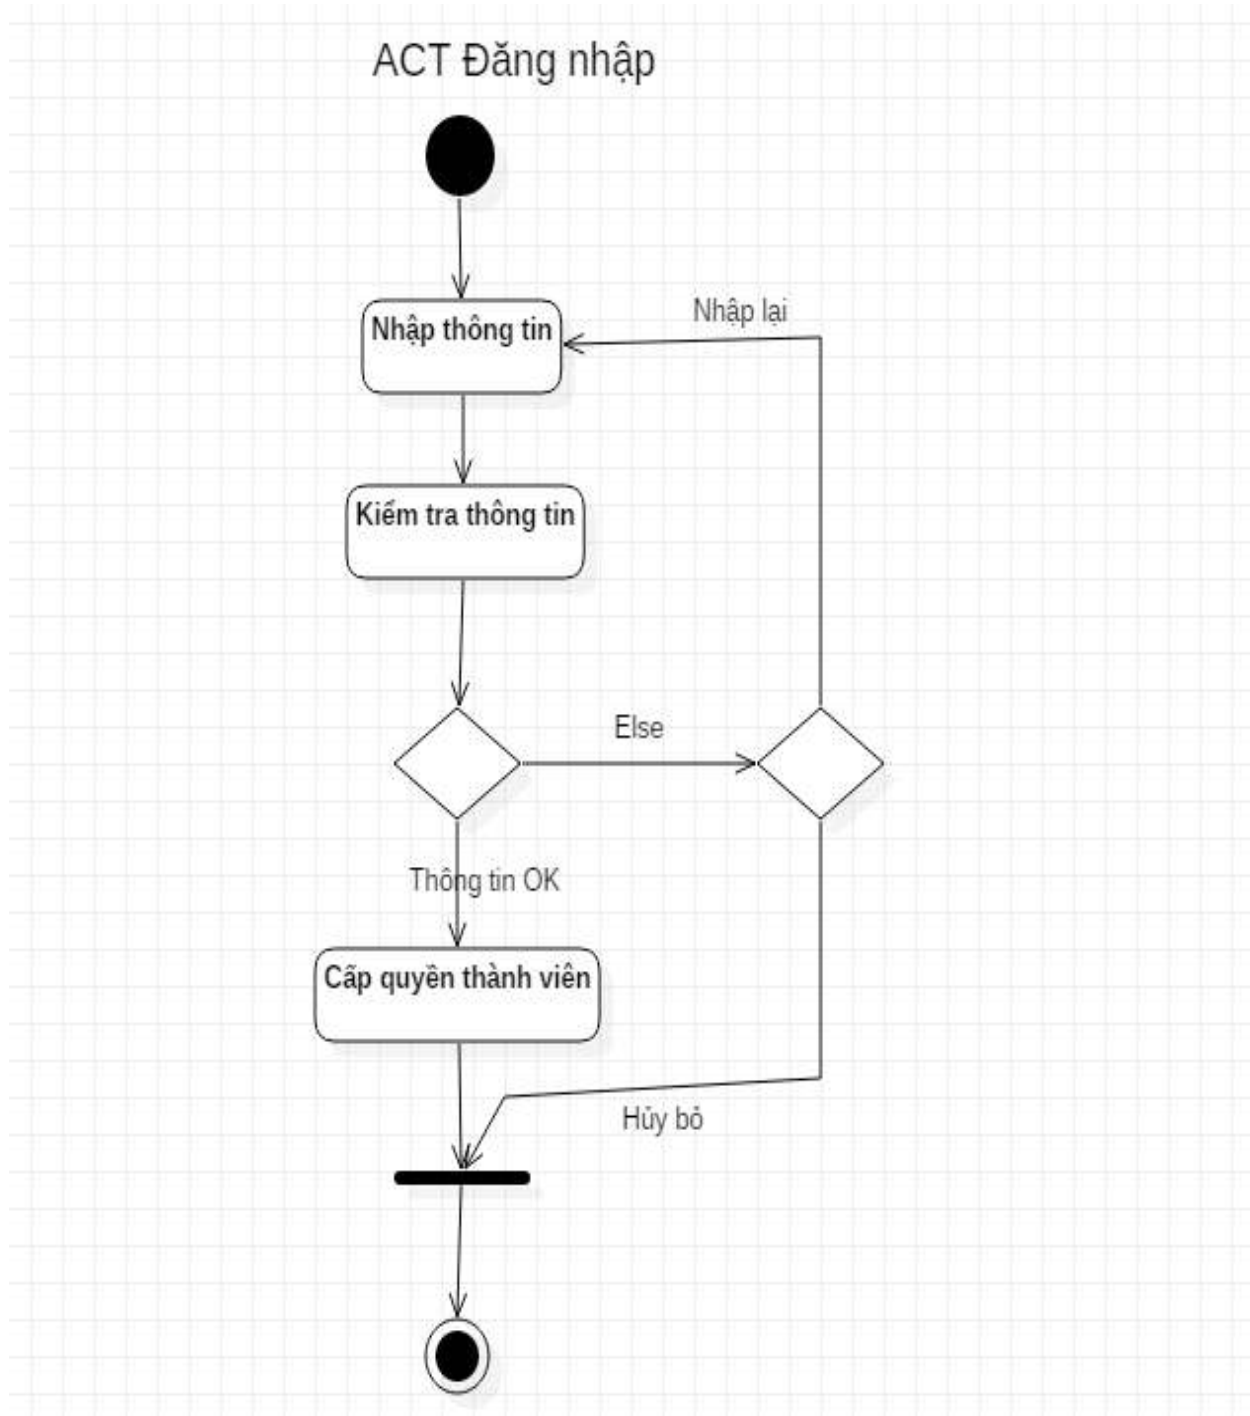 ACT Đăng nhập
Nhập thông tin
Nhập lại
Kiểm tra thông tin
Else
Thông tin OK
Cấp quyền thành viên
Hủy bỏ